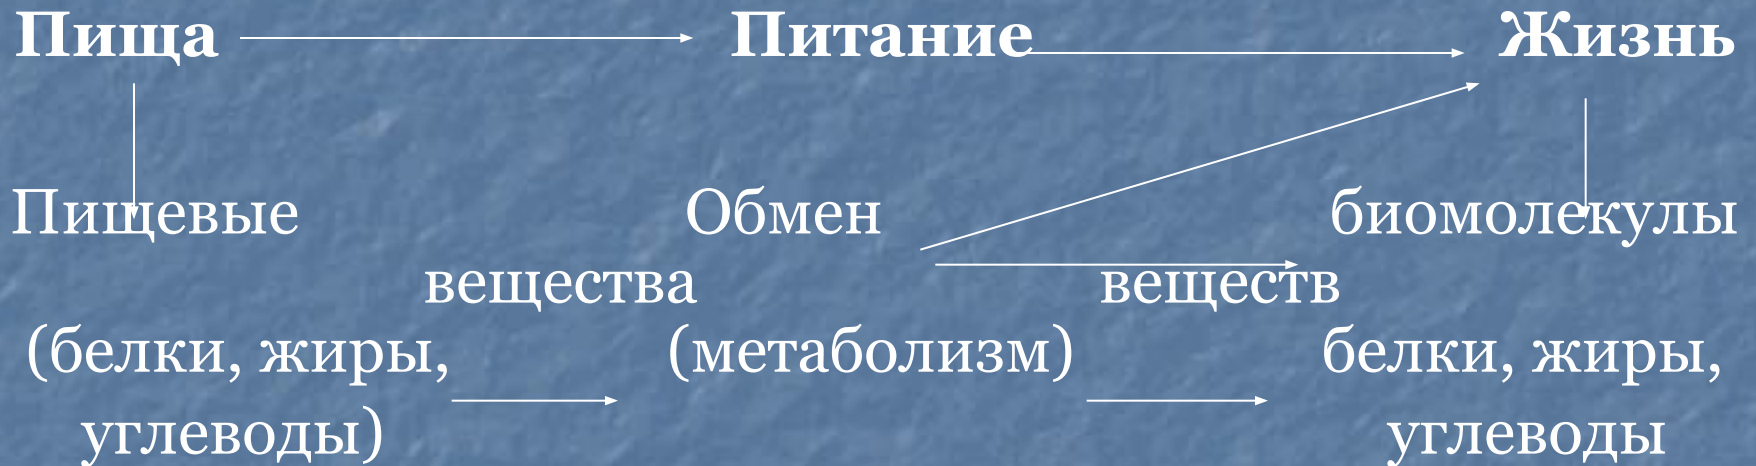 Пища Питание Жизнь
Пищевые Обмен биомолекулы
вещества веществ
(белки, жиры, (метаболизм) белки, жиры,
углеводы) углеводы